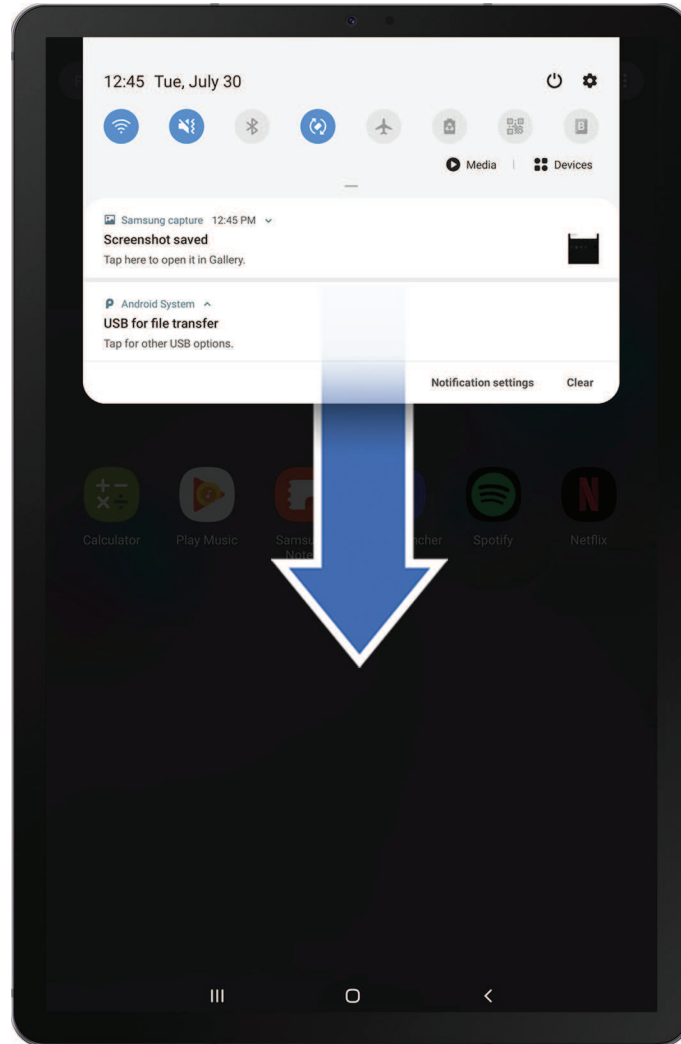 12:45 Tue, July 30
Media | Devices
Samsung capture 12:45 PM
Screenshot saved
Tap here to open it in Gallery.
Android System
USB for file transfer
Tap for other USB options.
Notification settings Clear
Calculator Play Music Spotify Netflix